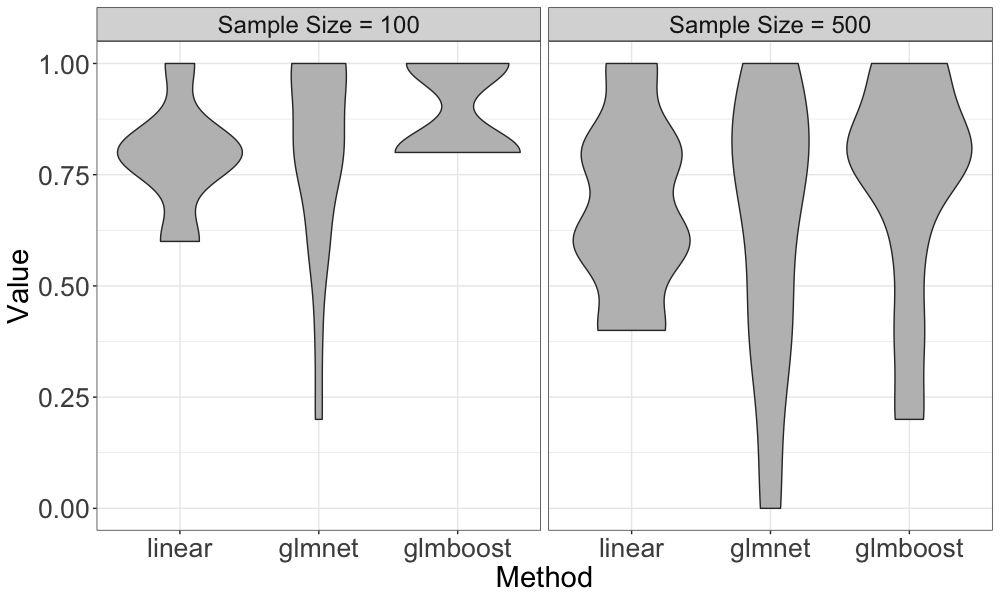 Sample Size = 100
Sample Size = 500
Value
1.00
0.75
0.50
0.25
0.00
linear glmnet glmboost
linear glmnet glmboost
Method